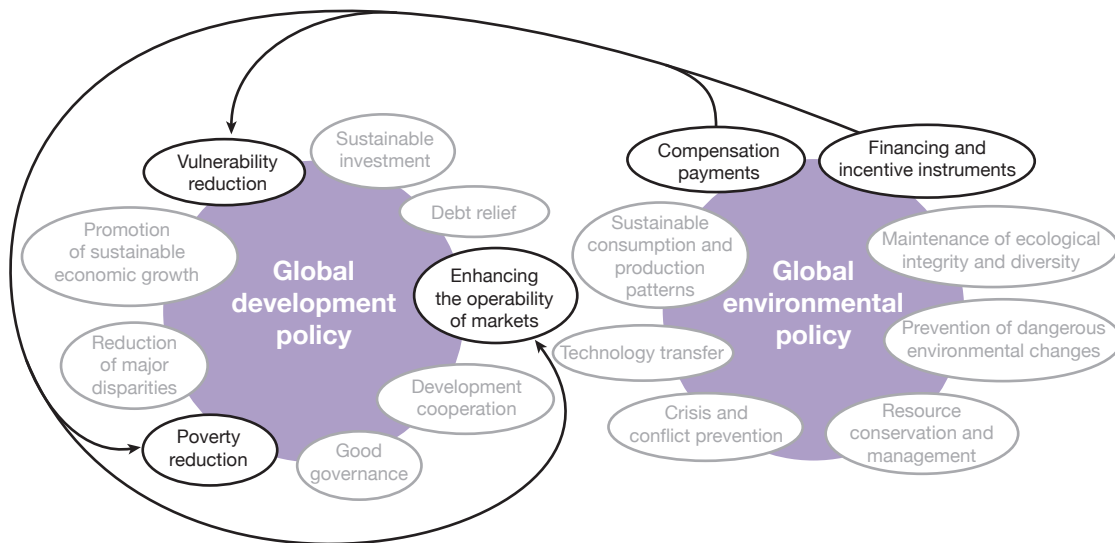 Vulnerability
reduction
Sustainable
investment
Debt relief
Promotion
of sustainable
economic growth
Global
development
policy
Enhancing
the operability
of markets
Reduction
of major
disparities
Development
cooperation
Poverty
reduction
Good
governance
Compensation
payments
Financing and
incentive instruments
Sustainable
consumption and
production
patterns
Maintenance of ecological
integrity and diversity
Global
environmental
policy
Technology transfer
Prevention of dangerous
environmental changes
Crisis and
conflict prevention
Resource
conservation and
management